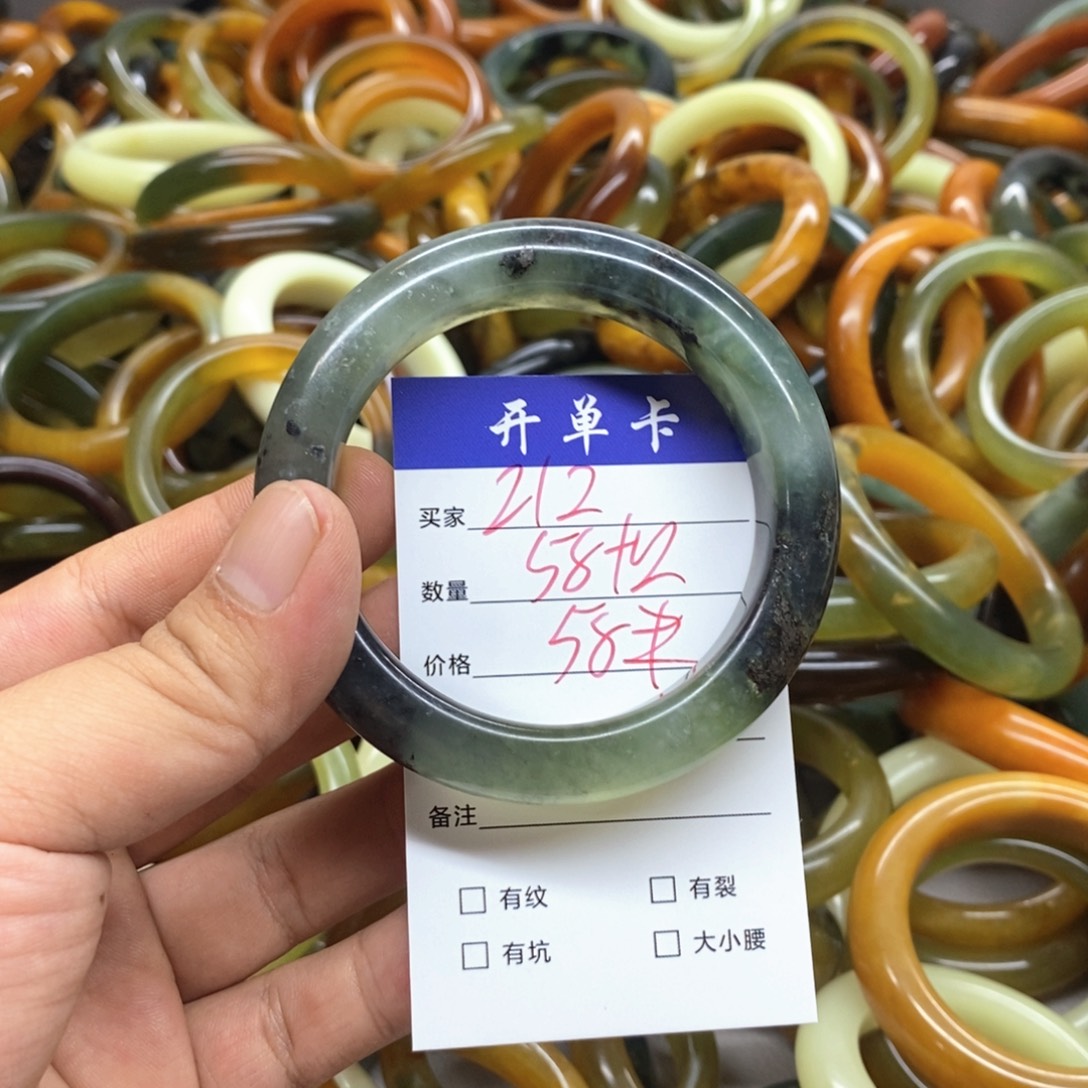 开单卡
买家 212
数量 58
价格 58
备注
有纹 有裂
有坑 大小腰